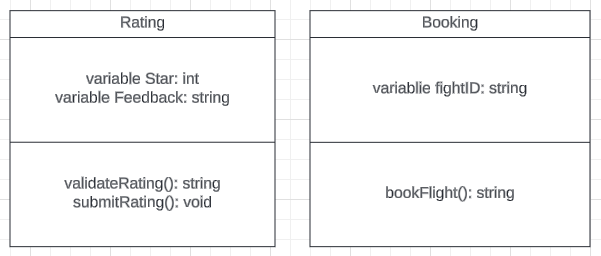 Rating
variable Star: int
variable Feedback: string
validateRating(): string
submitRating(): void
Booking
variablie fightID: string
bookFlight(): string